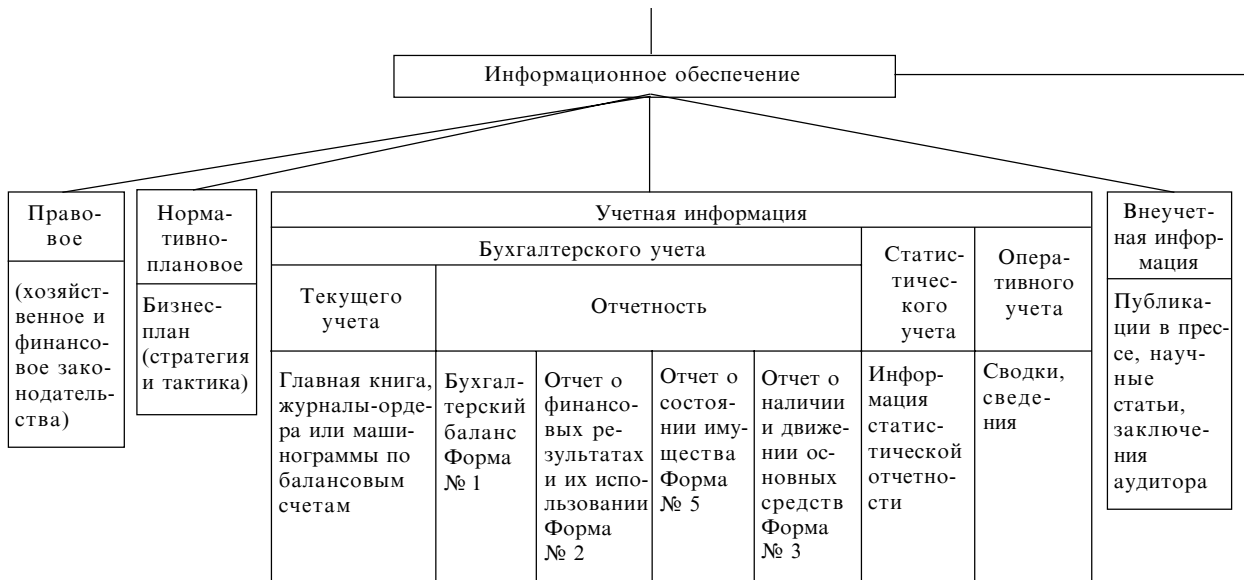 Информационное обеспечение
Право-
вое
(хозяйст-
венное и
финансо-
вое зако-
нодатель-
ства)
Норма-
тивно-
плановое
Бизнес-
план
(стратегия
и тактика)
Учетная информация
Бухгалтерского учета
Текущего
учета
Главная книга,
журналы-орде-
ра или маши-
нограммы по
балансовым
счетам
Отчетность
Бухгал-
терский
баланс
Форма
№ 1
Отчет о
финансо-
вых ре-
зультатах
и их испо-
льзовании
Форма
№ 2
Отчет о
состоя-
нии иму-
щества
Форма
№ 5
Отчет о
наличии
и движе-
нии ос-
новных
средств
Форма
№ 3
Статис-
тическо-
го
учета
Инфор-
мация
статис-
тической
отчетно-
сти
Опера-
тивного
учета
Сводки,
сведе-
ния
Внеучет-
ная инфор-
мация
Публика-
ции в прес-
се, науч-
ные
статьи,
заключе-
ния
аудитора